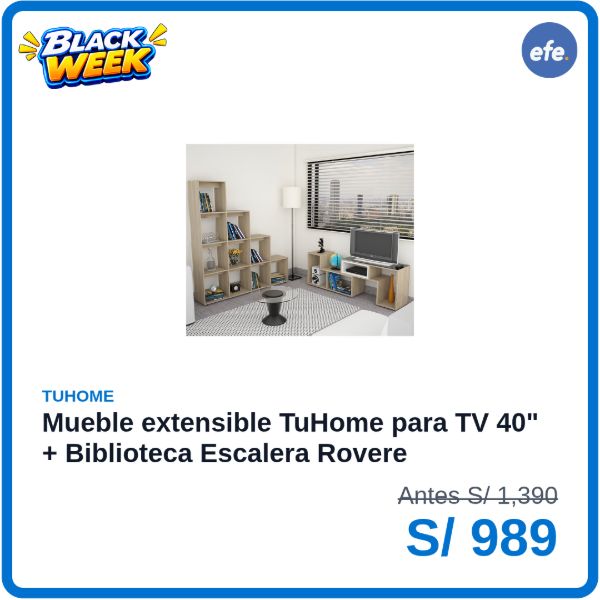 BLACK
WEEK
efe.
TUHOME
Mueble extensible TuHome para TV 40"
+ Biblioteca Escalera Rovere
Antes S/ 1,390
S/ 989